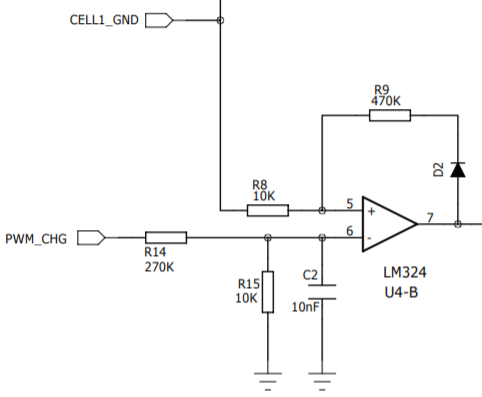 CELL1_GND
R9
470K
D2
R8
10K
5
+
7
PWM_CHG
6
-
R14
270K
R15
10K
C2
10nF
LM324
U4-B